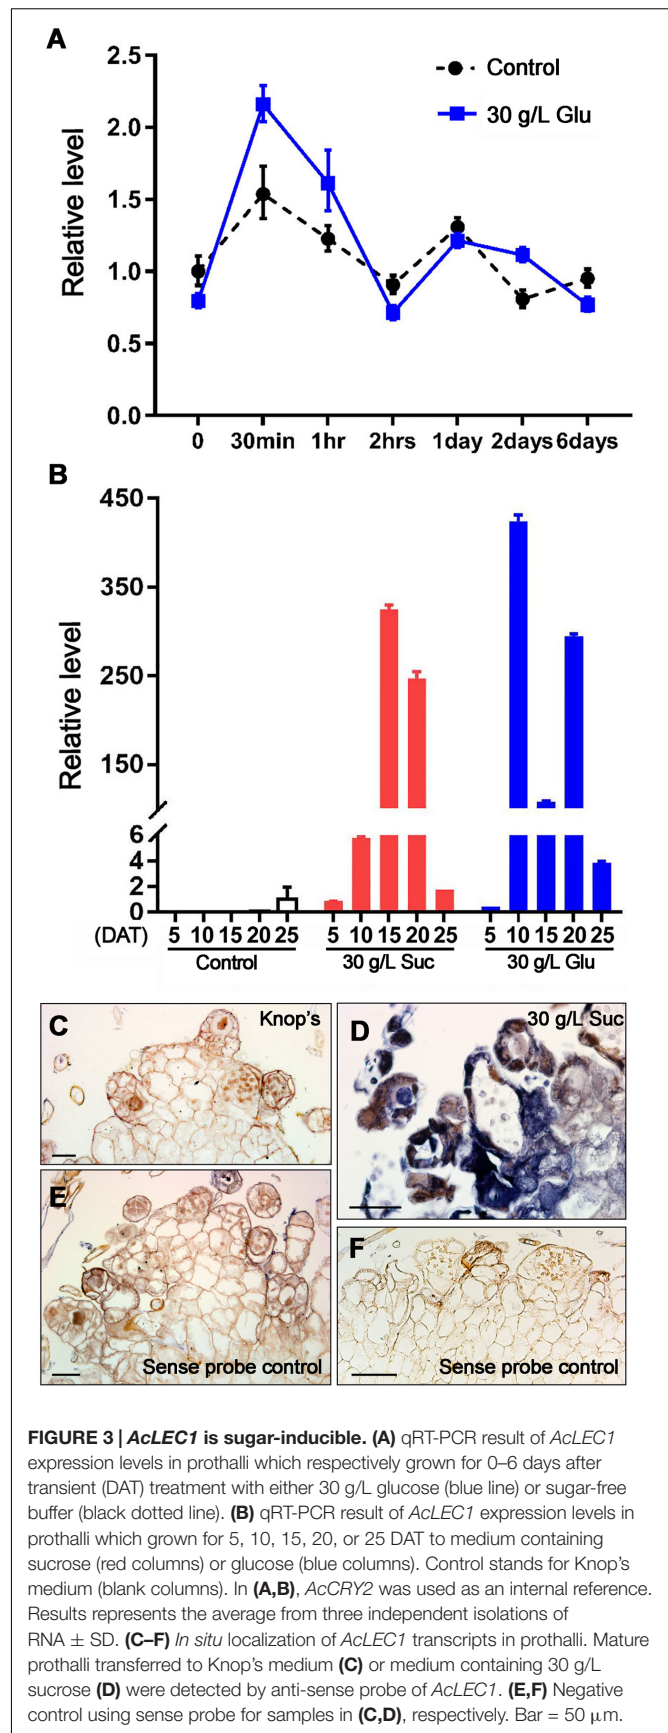 A
2.5
2.0
1.5
1.0
0.5
0.0
Relative level
Control
30 g/L Glu
0 30min 1hr 2hrs 1day 2days 6days
B
450
350
250
150
6
4
2
0
Relative level
(DAT) 5 10 15 20 25 5 10 15 20 25 5 10 15 20 25
Control 30 g/L Suc 30 g/L Glu
C Knop's
D 30 g/L Suc
E Sense probe control
F Sense probe control
FIGURE 3 | AcLEC1 is sugar-inducible. (A) qRT-PCR result of AcLEC1
expression levels in prothalli which respectively grown for 0–6 days after
transient (DAT) treatment with either 30 g/L glucose (blue line) or sugar-free
buffer (black dotted line). (B) qRT-PCR result of AcLEC1 expression levels in
prothalli which grown for 5, 10, 15, 20, or 25 DAT to medium containing
sucrose (red columns) or glucose (blue columns). Control stands for Knop's
medium (blank columns). In (A,B), AcCRY2 was used as an internal reference.
Results represents the average from three independent isolations of
RNA ± SD. (C–F) In situ localization of AcLEC1 transcripts in prothalli. Mature
prothalli transferred to Knop's medium (C) or medium containing 30 g/L
sucrose (D) were detected by anti-sense probe of AcLEC1. (E,F) Negative
control using sense probe for samples in (C,D), respectively. Bar = 50 μm.